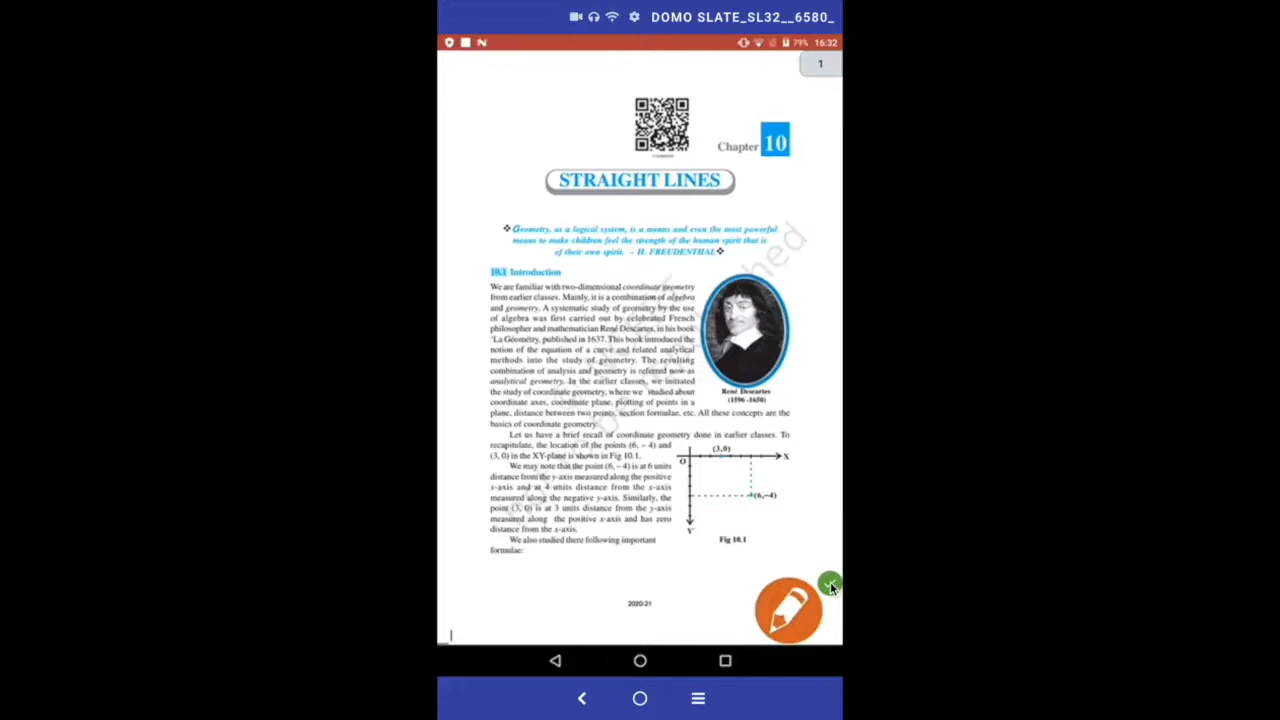 DOMO SLATE_SL32__6580_
79% 16:32
1
Chapter 10
STRAIGHT LINES
❖Geometry, as a logical system, is a means and even the most powerful
means to make children feel the strength of the human spirit that is
of their own spirit. – H. FREUDENTHAL❖
10.1 Introduction
We are familiar with two-dimensional coordinate geometry
from earlier classes. Mainly, it is a combination of algebra
and geometry. A systematic study of geometry by the use
of algebra was first carried out by celebrated French
philosopher and mathematician René Descartes, in his book
‘La Géométry, published in 1637. This book introduced the
notion of the equation of a curve and related analytical
methods into the study of geometry. The resulting
combination of analysis and geometry is referred now as
analytical geometry. In the earlier classes, we initiated
the study of coordinate geometry, where we studied about
coordinate axes, coordinate plane, plotting of points in a
plane, distance between two points, section formulae, etc. All these concepts are the
basics of coordinate geometry.
René Descartes
(1596 -1650)
Let us have a brief recall of coordinate geometry done in earlier classes. To
recapitulate, the location of the points (6, – 4) and
(3, 0) in the XY-plane is shown in Fig 10.1.
We may note that the point (6, – 4) is at 6 units
distance from the y-axis measured along the positive
x-axis and at 4 units distance from the x-axis
measured along the negative y-axis. Similarly, the
point (3, 0) is at 3 units distance from the y-axis
measured along the positive x-axis and has zero
distance from the x-axis.
We also studied there following important
formulae:
(3,0)
O X
(6,–4)
Y'
Fig 10.1
2020-21